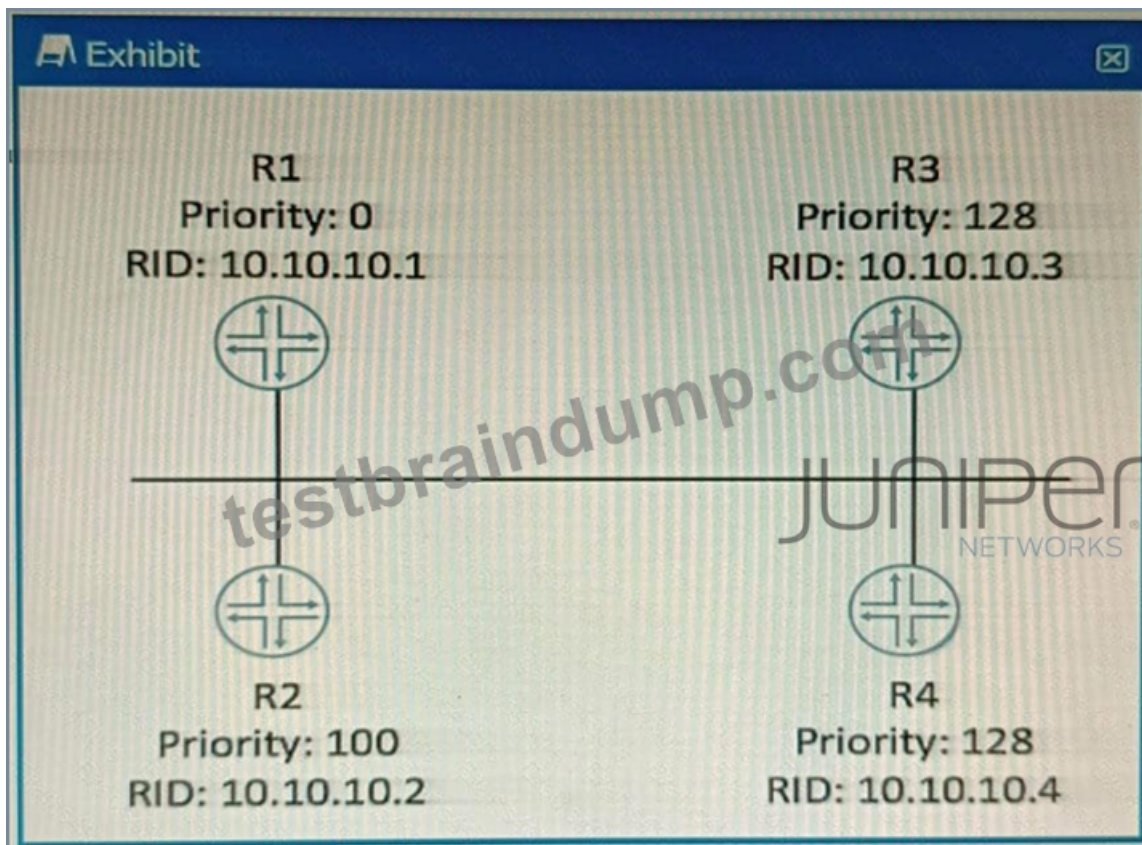 Exhibit
R1
Priority: 0
RID: 10.10.10.1
R3
Priority: 128
RID: 10.10.10.3
testbraindump.com
JUNIPER
NETWORKS
R2
Priority: 100
RID: 10.10.10.2
R4
Priority: 128
RID: 10.10.10.4